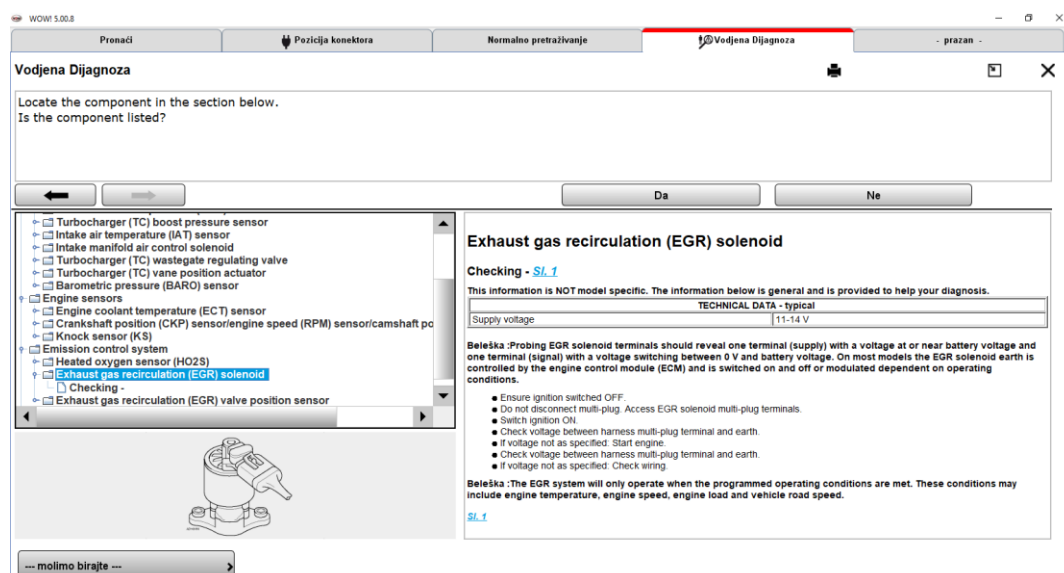 WOW! 5.00.8
Pronaći
Pozicija konektora
Normalno pretraživanje
Vodjena Dijagnoza
- prazan -
Vodjena Dijagnoza
Locate the component in the section below.
Is the component listed?
Da
Ne
Turbocharger (TC) boost pressure sensor
Intake air temperature (IAT) sensor
Intake manifold air control solenoid
Turbocharger (TC) wastegate regulating valve
Turbocharger (TC) vane position actuator
Barometric pressure (BARO) sensor
Engine sensors
Engine coolant temperature (ECT) sensor
Crankshaft position (CKP) sensor/engine speed (RPM) sensor/camshaft po
Knock sensor (KS)
Emission control system
Heated oxygen sensor (HO2S)
Exhaust gas recirculation (EGR) solenoid
Checking -
Exhaust gas recirculation (EGR) valve position sensor
Exhaust gas recirculation (EGR) solenoid
Checking - Sl. 1
This information is NOT model specific. The information below is general and is provided to help your diagnosis.
TECHNICAL DATA - typical
Supply voltage 11-14 V
Beleška :Probing EGR solenoid terminals should reveal one terminal (supply) with a voltage at or near battery voltage and
one terminal (signal) with a voltage switching between 0 V and battery voltage. On most models the EGR solenoid earth is
controlled by the engine control module (ECM) and is switched on and off or modulated dependent on operating
conditions.
Ensure ignition switched OFF.
Do not disconnect multi-plug. Access EGR solenoid multi-plug terminals.
Switch ignition ON.
Check voltage between harness multi-plug terminal and earth.
If voltage not as specified: Start engine.
Check voltage between harness multi-plug terminal and earth.
If voltage not as specified: Check wiring.
Beleška :The EGR system will only operate when the programmed operating conditions are met. These conditions may
include engine temperature, engine speed, engine load and vehicle road speed.
Sl. 1
--- molimo birajte ---